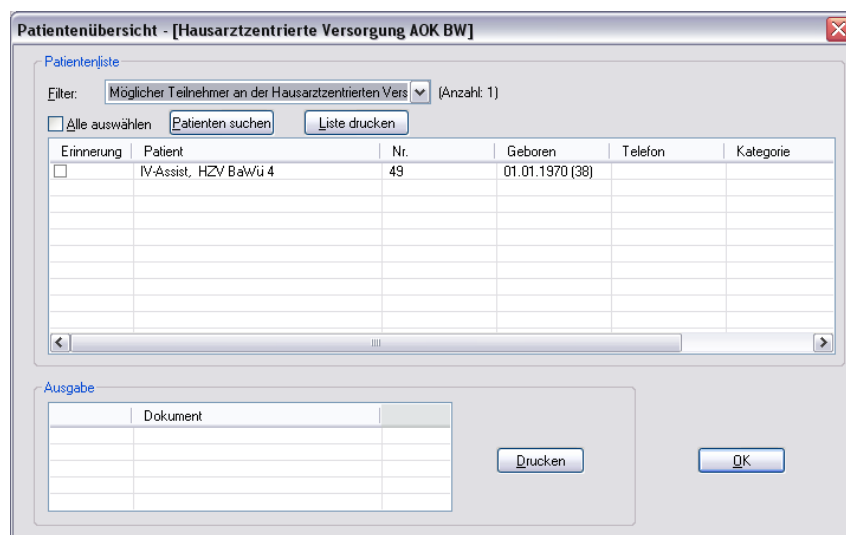 Patientenübersicht - [Hausarztzentrierte Versorgung AOK BW]
Patientenliste
Filter: Möglicher Teilnehmer an der Hausarztzentrierten Vers (Anzahl: 1)
Alle auswählen Patienten suchen Liste drucken
Erinnerung Patient Nr. Geboren Telefon Kategorie
IV-Assist, HZV BaWü 4 49 01.01.1970 (38)
Ausgabe
Dokument
Drucken OK